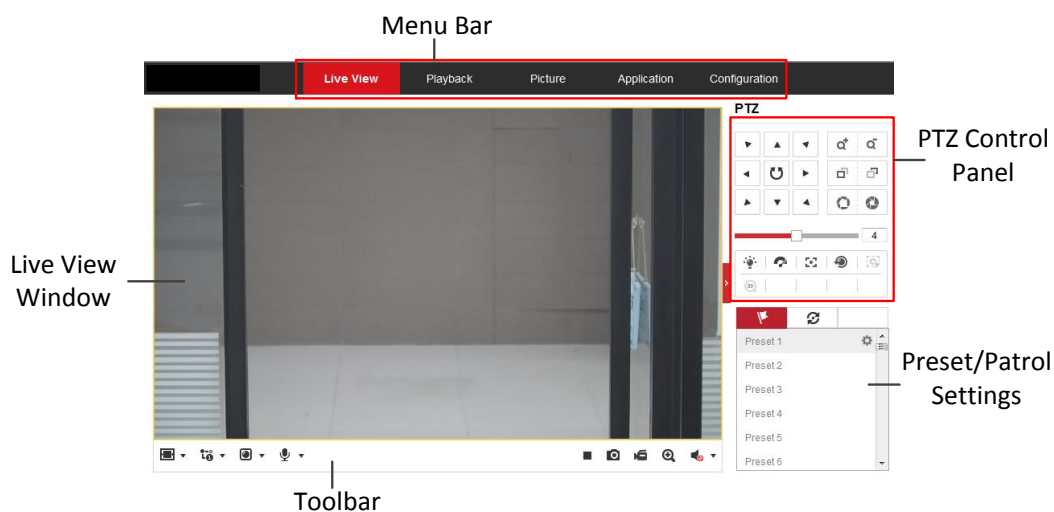 Menu Bar
Live View Playback Picture Application Configuration
PTZ
PTZ Control
Panel
4
Live View
Window
3D
Preset 1
Preset 2
Preset 3
Preset 4
Preset 5
Preset 6
Preset/Patrol
Settings
Toolbar